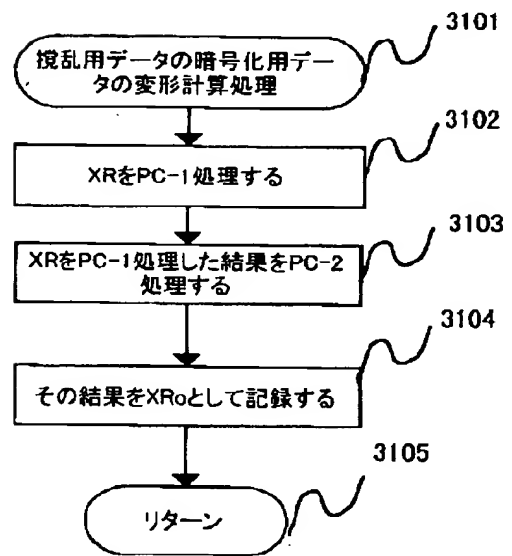 3101
撹乱用データの暗号化用デー
タの変形計算処理
3102
XRをPC-1処理する
3103
XRをPC-1処理した結果をPC-2
処理する
3104
その結果をXRoとして記録する
3105
リターン